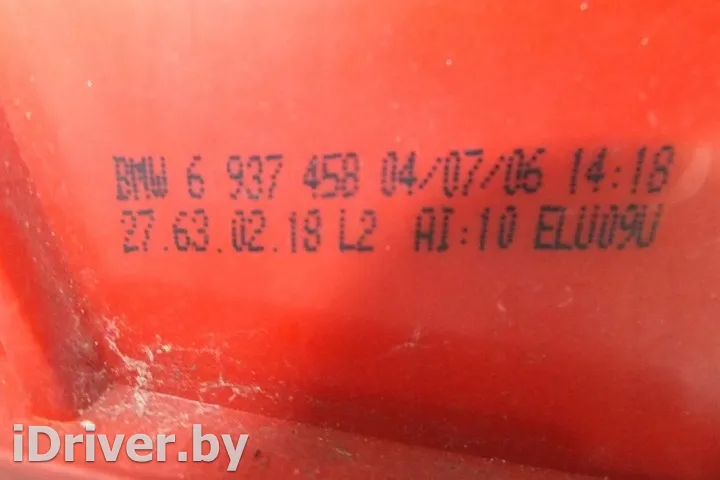 BMW 6 937 458 04/07/06 14:18
27.63.02.18 L2 AI:10 ELU09U
iDriver.by